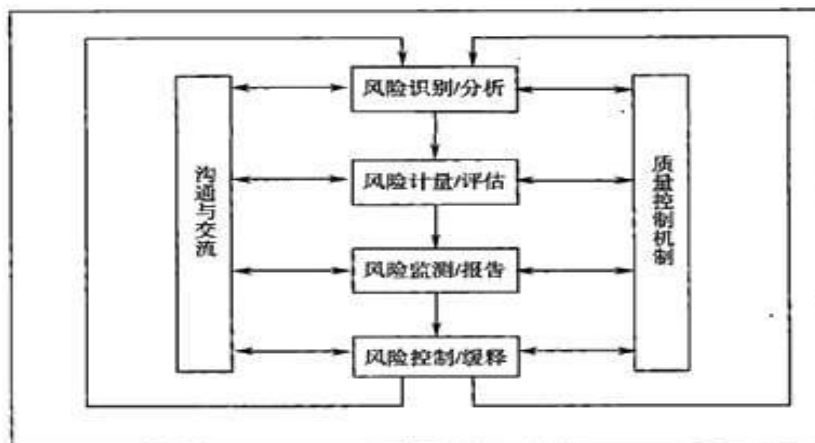 风险识别/分析
沟通与交流
风险计量/评估
质量控制机制
风险监测/报告
风险控制/缓释